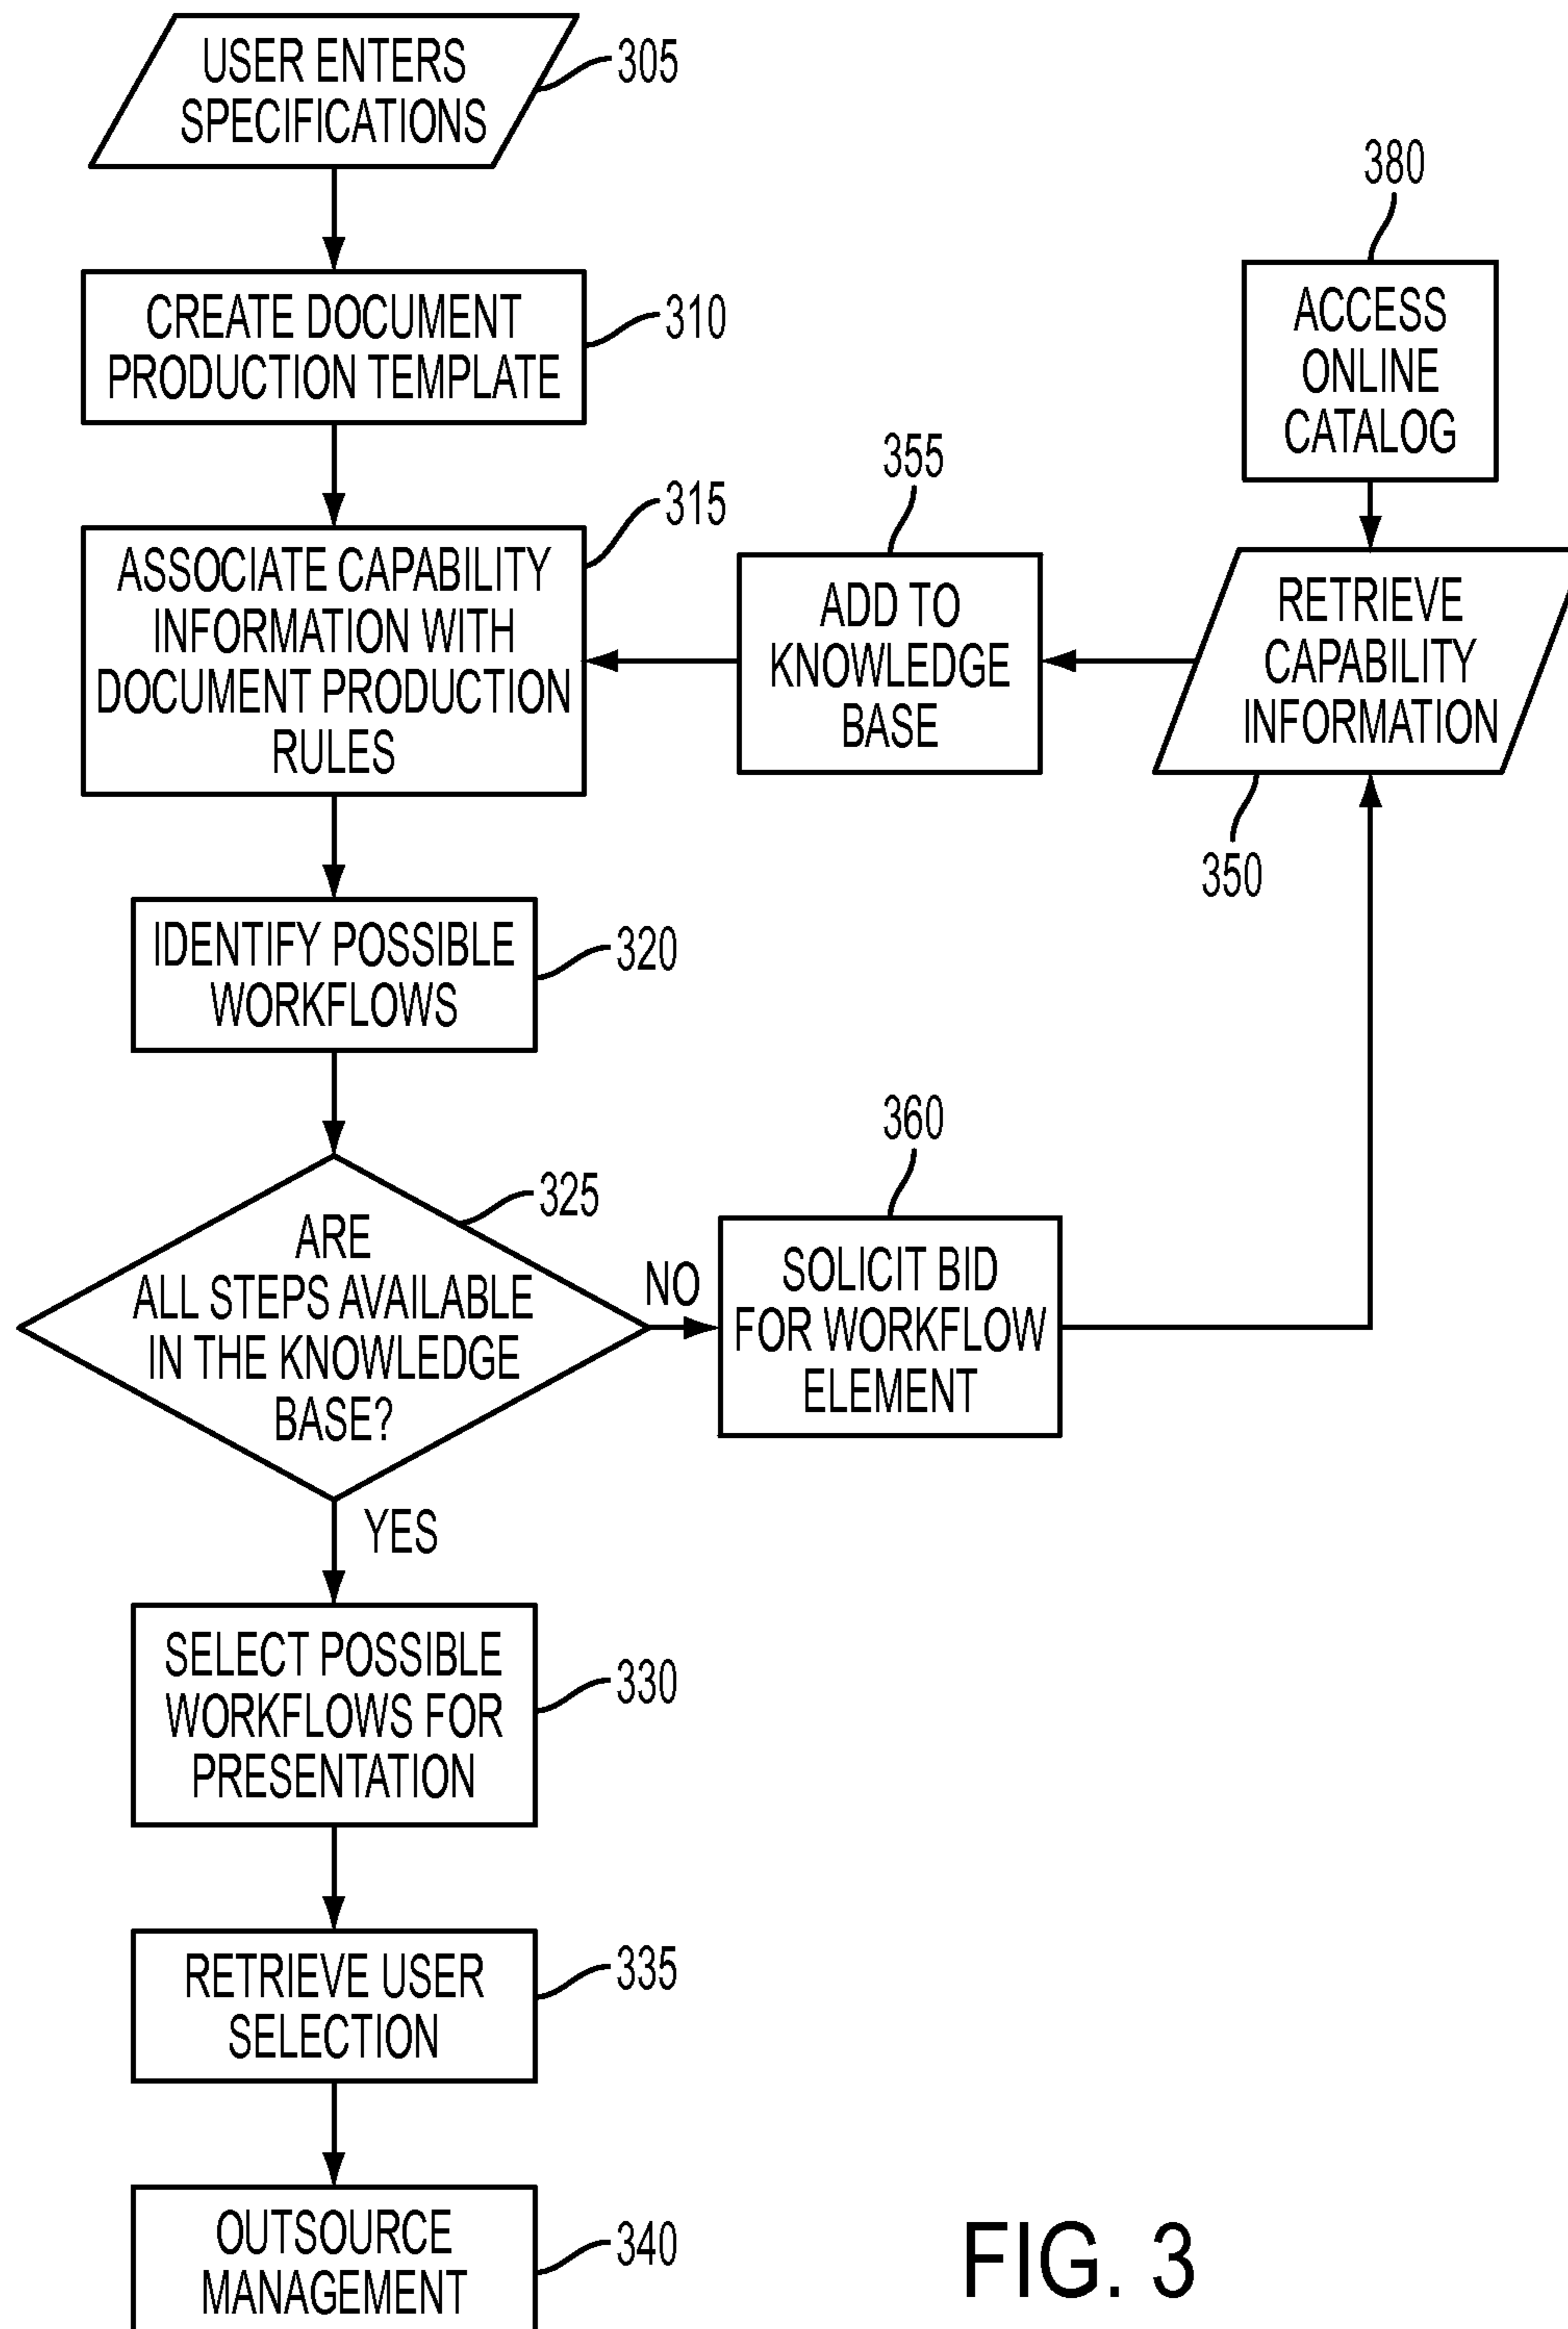 USER ENTERS
SPECIFICATIONS
305
CREATE DOCUMENT
PRODUCTION TEMPLATE
310
ASSOCIATE CAPABILITY
INFORMATION WITH
DOCUMENT PRODUCTION
RULES
315
355
ADD TO
KNOWLEDGE
BASE
380
ACCESS
ONLINE
CATALOG
RETRIEVE
CAPABILITY
INFORMATION
350
IDENTIFY POSSIBLE
WORKFLOWS
320
ARE
ALL STEPS AVAILABLE
IN THE KNOWLEDGE
BASE?
325
NO
360
SOLICIT BID
FOR WORKFLOW
ELEMENT
YES
SELECT POSSIBLE
WORKFLOWS FOR
PRESENTATION
330
RETRIEVE USER
SELECTION
335
OUTSOURCE
MANAGEMENT
340
FIG. 3